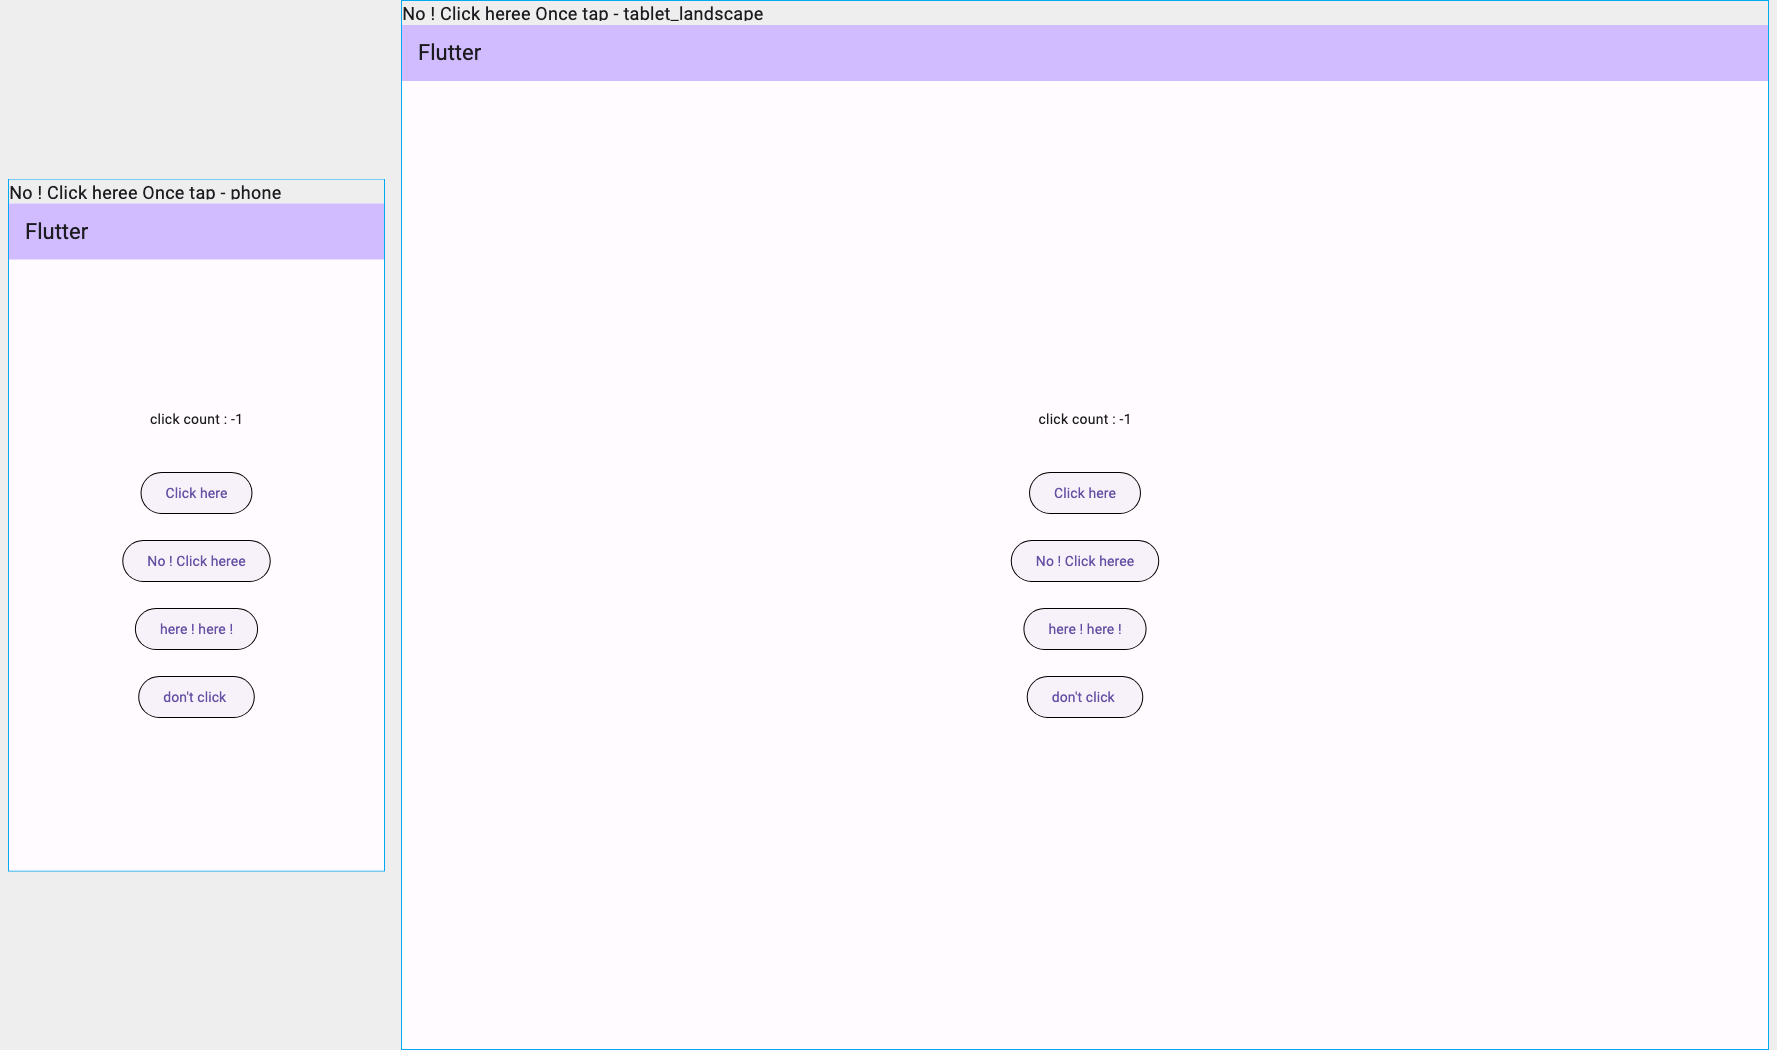 No ! Click heree Once tap - phone
Flutter
click count : -1
Click here
No ! Click heree
here ! here !
don't click
No ! Click heree Once tap - tablet_landscape
Flutter
click count : -1
Click here
No ! Click heree
here ! here !
don't click